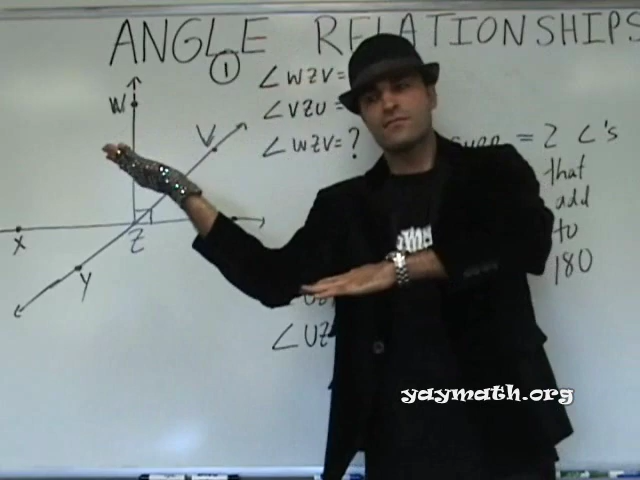 ANGLE RELATIONSHIPS
①
∠WZV=
∠VZU =
∠WZV= ?
W
V
X
Z
Y
= 2 ∠'s
that
add
to
180
∠UZ
yaymath.org